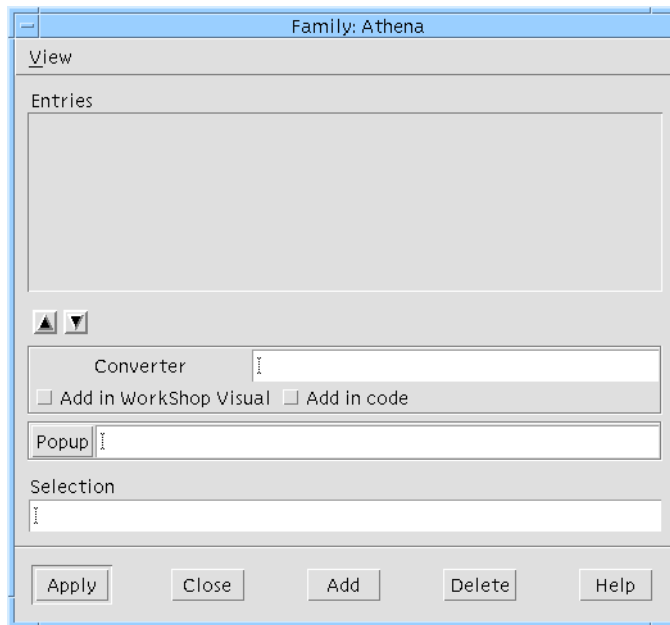 Family: Athena
View
Entries
Converter
Add in WorkShop Visual Add in code
Popup
Selection
Apply Close Add Delete Help